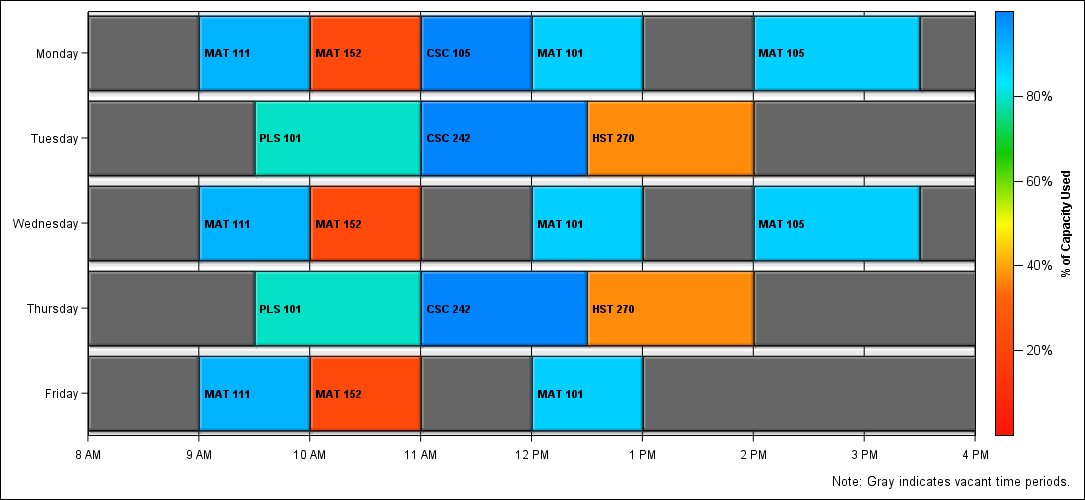 Monday
MAT 111 MAT 152 CSC 105 MAT 101 MAT 105
Tuesday
PLS 101 CSC 242 HST 270
Wednesday
MAT 111 MAT 152 MAT 101 MAT 105
Thursday
PLS 101 CSC 242 HST 270
Friday
MAT 111 MAT 152 MAT 101
8 AM 9 AM 10 AM 11 AM 12 PM 1 PM 2 PM 3 PM 4 PM
80%
60%
40%
20%
% of Capacity Used
Note: Gray indicates vacant time periods.